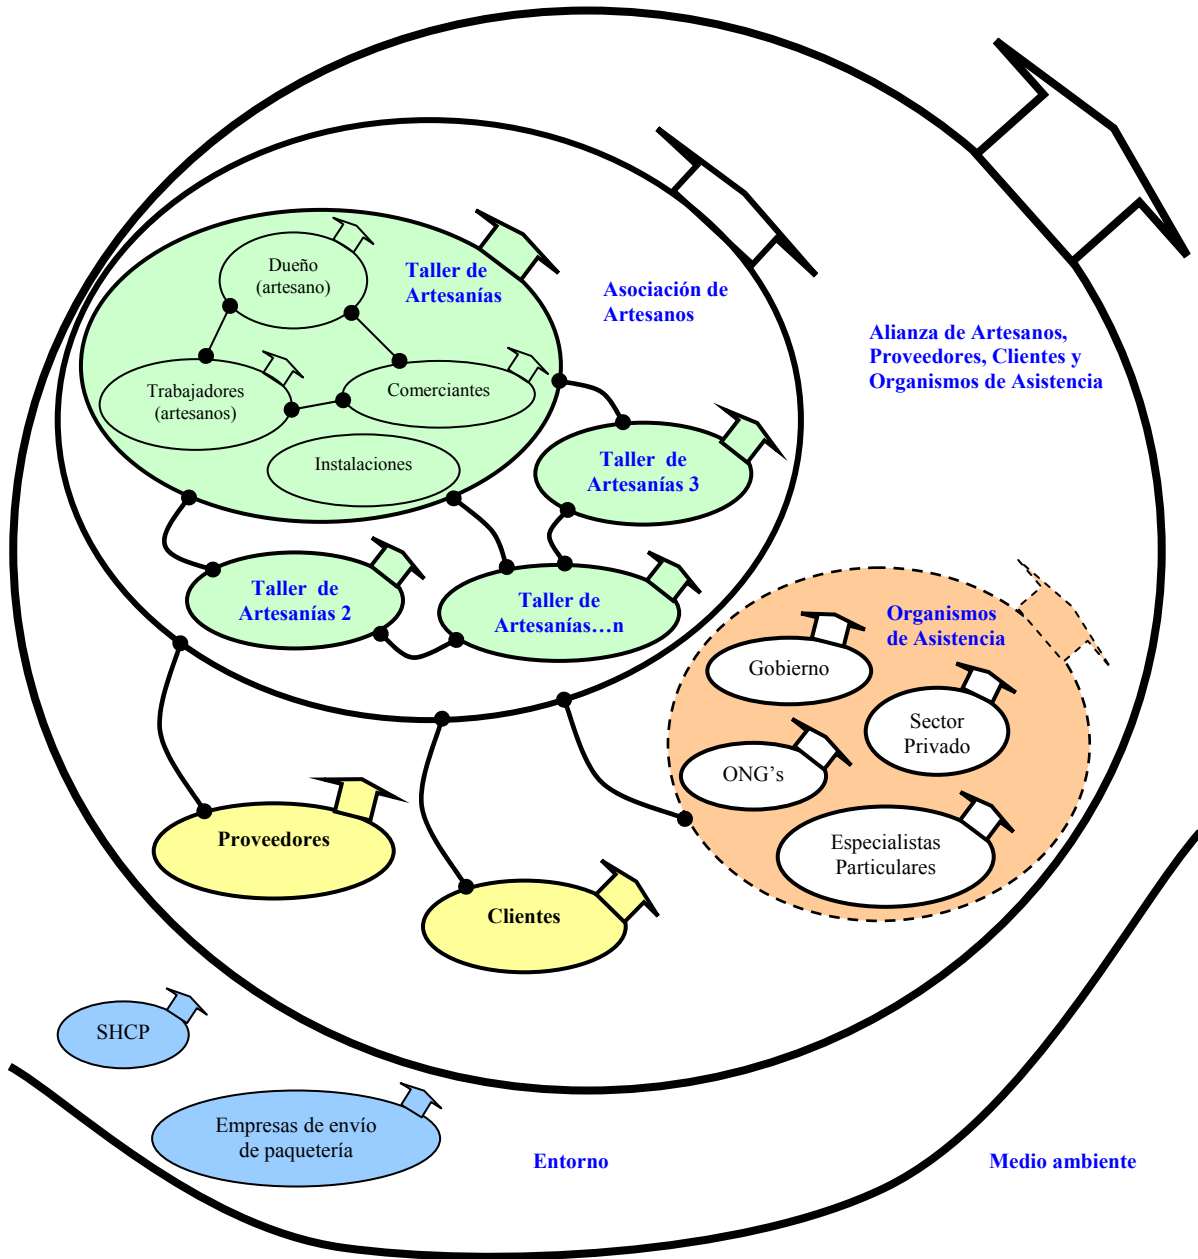 Dueño
(artesano)
Taller de
Artesanías
Asociación de
Artesanos
Alianza de Artesanos,
Proveedores, Clientes y
Organismos de Asistencia
Trabajadores
(artesanos)
Comerciantes
Instalaciones
Taller de
Artesanías 3
Taller de
Artesanías 2
Taller de
Artesanías…n
Organismos
de Asistencia
Gobierno
Sector
Privado
ONG’s
Especialistas
Particulares
Proveedores
Clientes
SHCP
Empresas de envío
de paquetería
Entorno
Medio ambiente